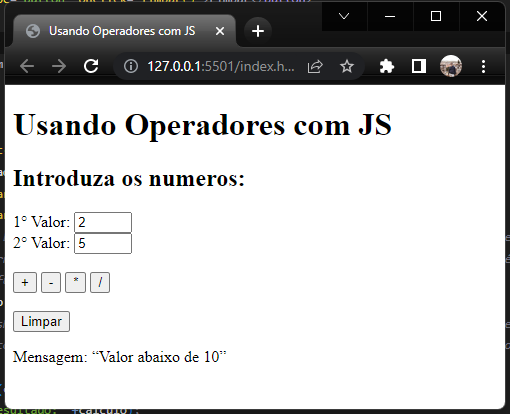 Usando Operadores com JS
127.0.0.1:5501/index.h...
Usando Operadores com JS
Introduza os numeros:
1° Valor: 2
2° Valor: 5
+ - * /
Limpar
Mensagem: “Valor abaixo de 10”